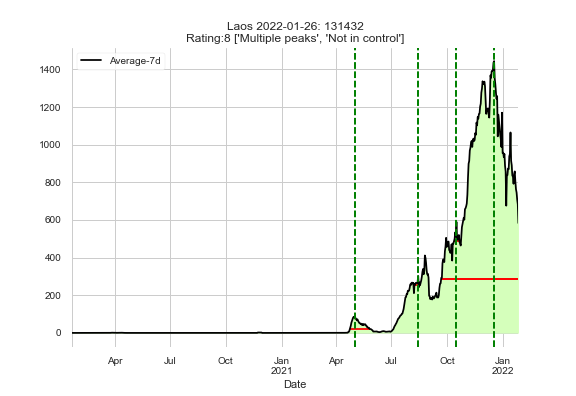 Laos 2022-01-26: 131432
Rating:8 ['Multiple peaks', 'Not in control']
Average-7d
1400
1200
1000
800
600
400
200
0
Apr Jul Oct Jan Apr Jul Oct Jan
2021 2022
Date